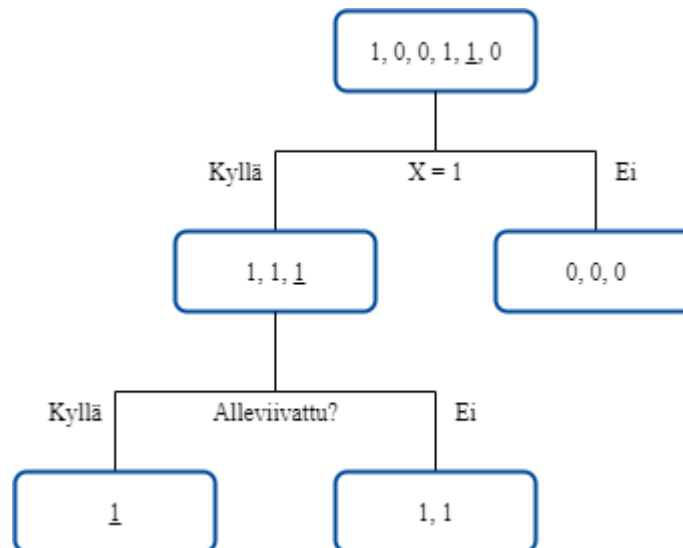 1, 0, 0, 1, 1, 0
Kyllä X = 1 Ei
1, 1, 1
0, 0, 0
Kyllä Alleviivattu? Ei
1
1, 1